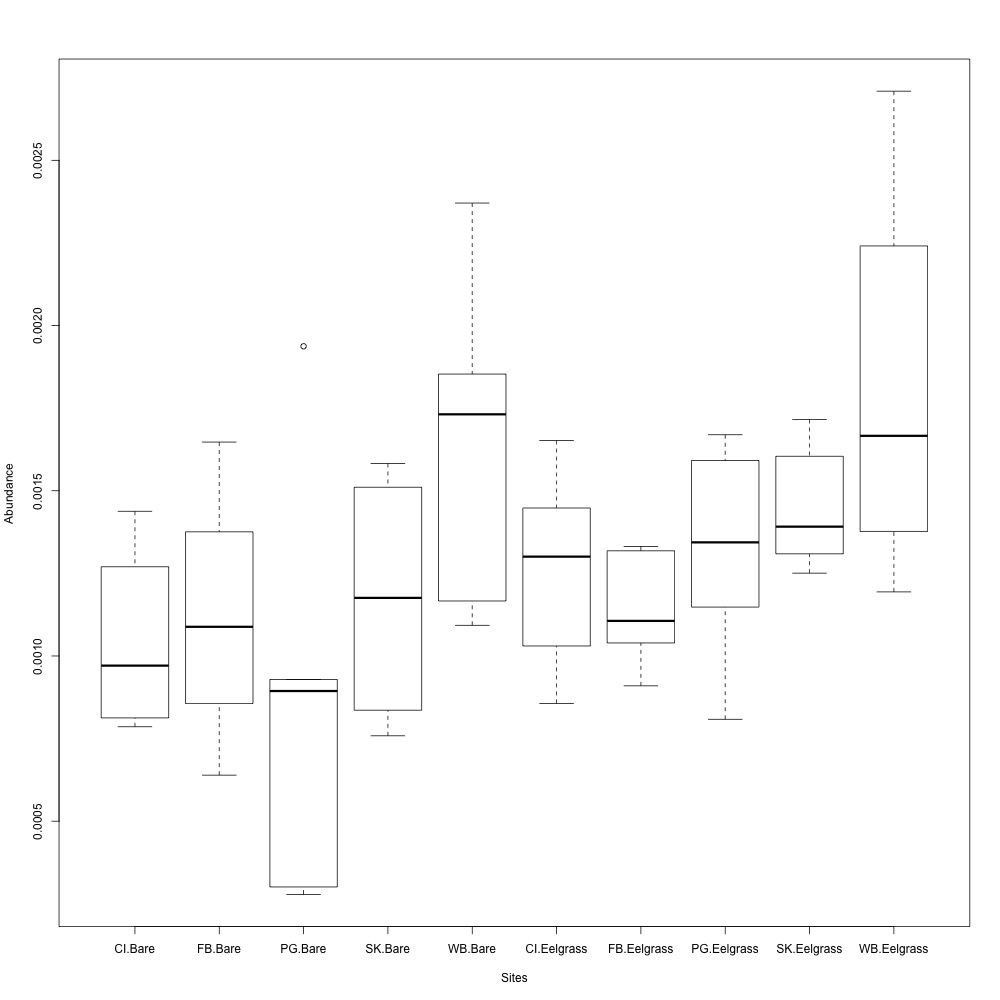 Abundance
0.0025
0.0020
0.0015
0.0010
0.0005
CI.Bare FB.Bare PG.Bare SK.Bare WB.Bare CI.Eelgrass FB.Eelgrass PG.Eelgrass SK.Eelgrass WB.Eelgrass
Sites